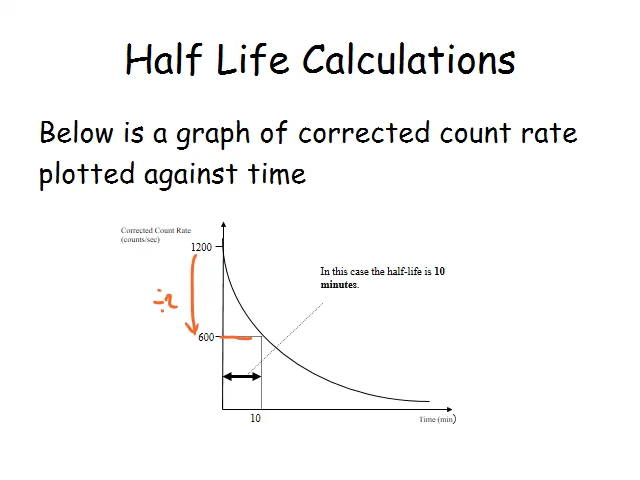 Half Life Calculations
Below is a graph of corrected count rate
plotted against time
Corrected Count Rate
(counts/sec)
1200
In this case the half-life is 10
minutes.
÷2
600
10
Time (min)